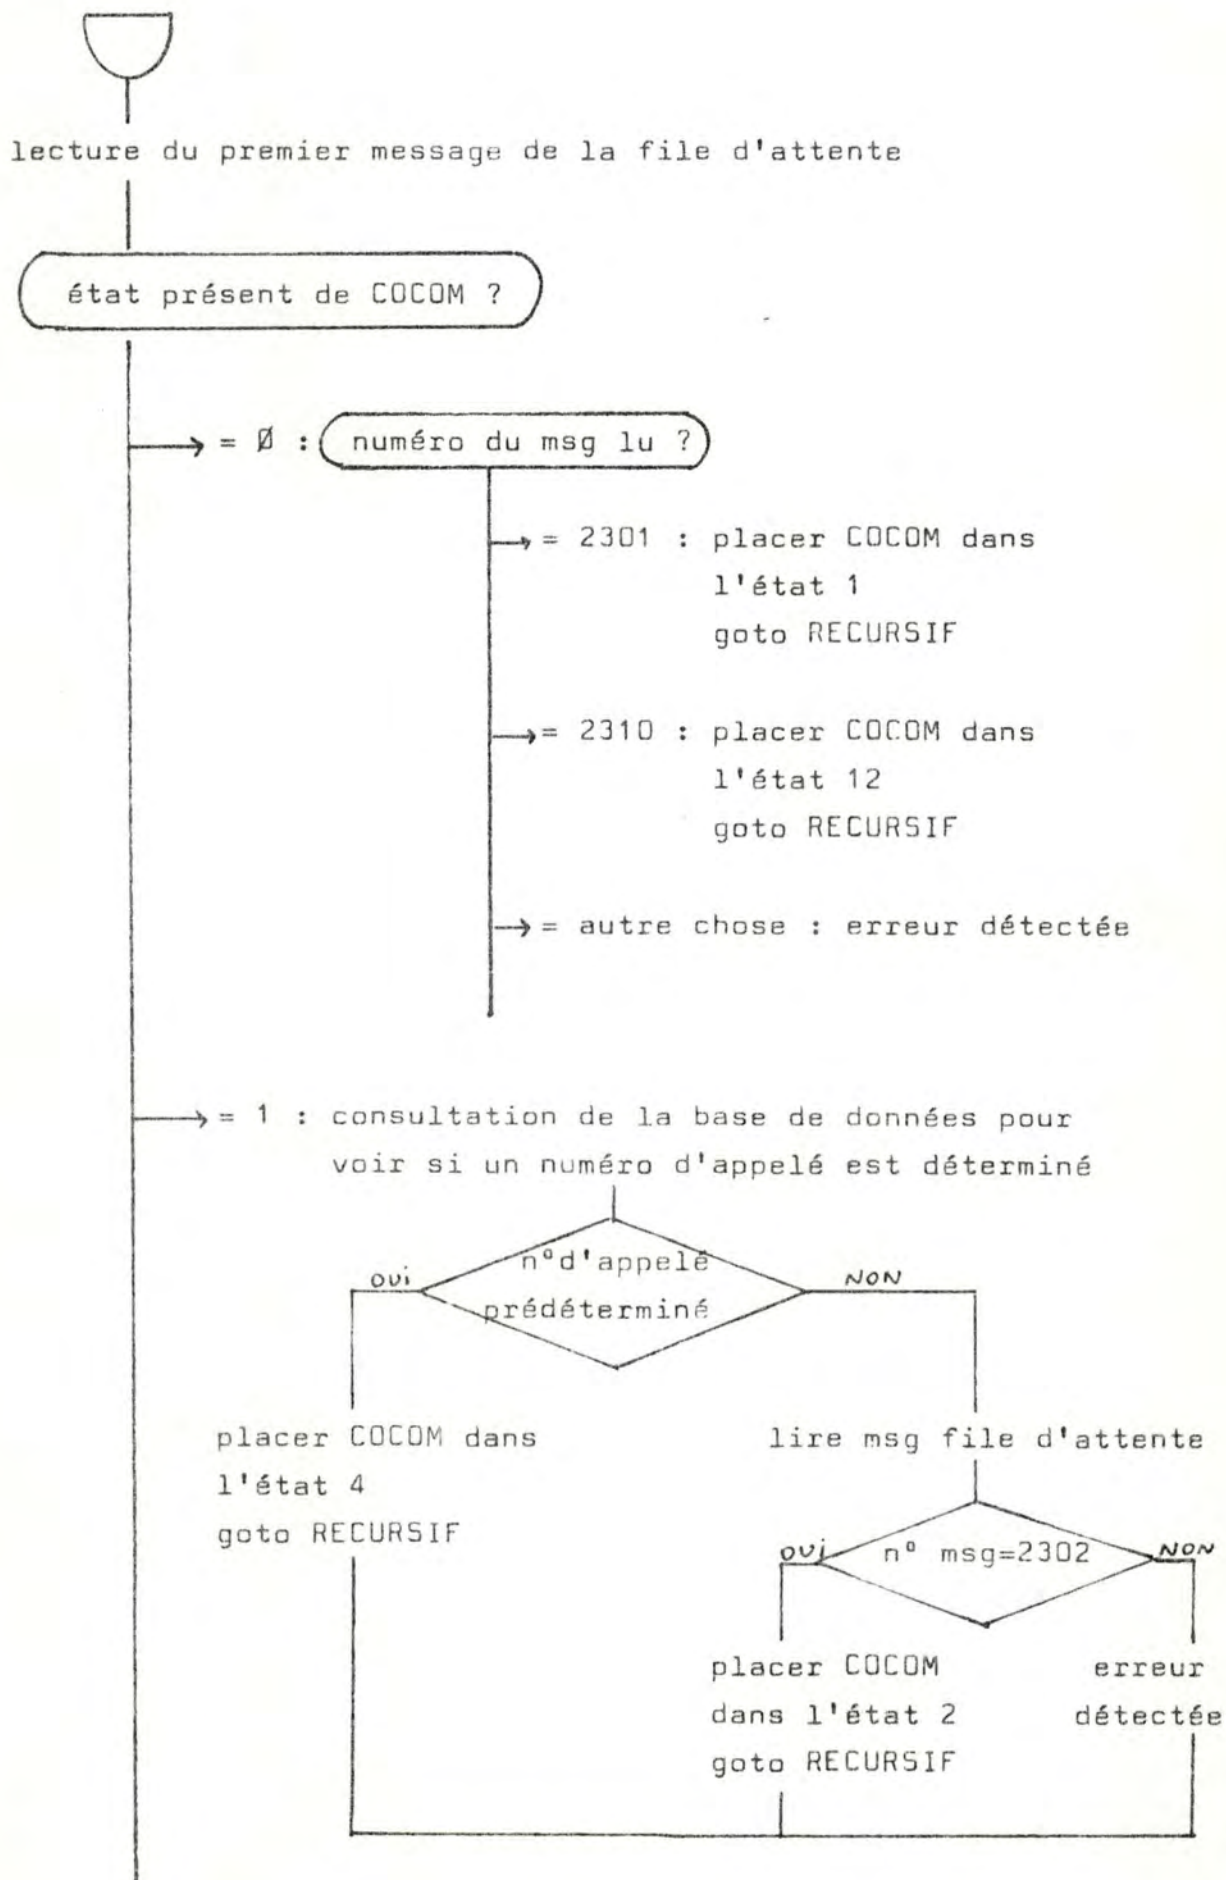 lecture du premier message de la file d'attente
état présent de COCOM ?
= Ø : numéro du msg lu ?
= 2301 : placer COCOM dans
l'état 1
goto RECURSIF
= 2310 : placer COCOM dans
l'état 12
goto RECURSIF
= autre chose : erreur détectée
= 1 : consultation de la base de données pour
voir si un numéro d'appelé est déterminé
n°d'appelé
prédéterminé
OUi
NON
placer COCOM dans
l'état 4
goto RECURSIF
lire msg file d'attente
n° msg=2302
OUi
NON
placer COCOM
dans l'état 2
goto RECURSIF
erreur
détectée